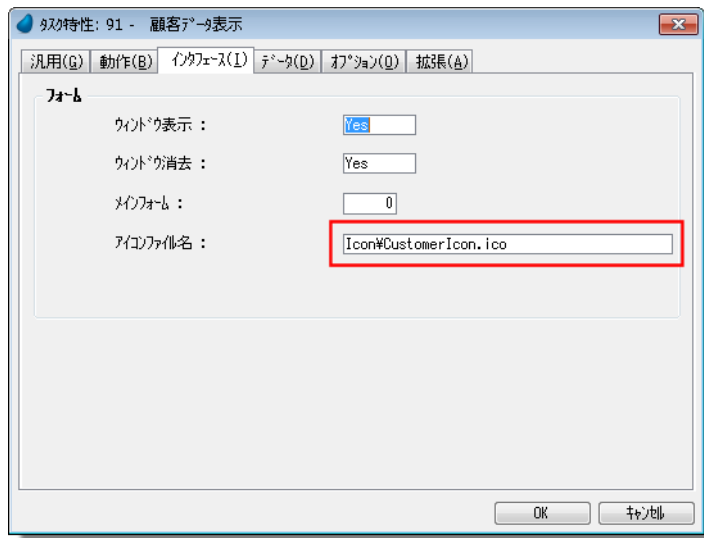 ﾀｽｸ特性: 91 -  顧客ﾃﾞｰﾀ表示
汎用(G) 動作(B) ｲﾝﾀﾌｪｰｽ(I) ﾃﾞｰﾀ(D) ｵﾌﾟｼｮﾝ(O) 拡張(A)
ﾌｫｰﾑ
ｳｨﾝﾄﾞｳ表示 : Yes
ｳｨﾝﾄﾞｳ消去 : Yes
ﾒｲﾝﾌｫｰﾑ : 0
ｱｲｺﾝﾌｧｲﾙ名 : Icon¥CustomerIcon.ico
OK ｷｬﾝｾﾙ